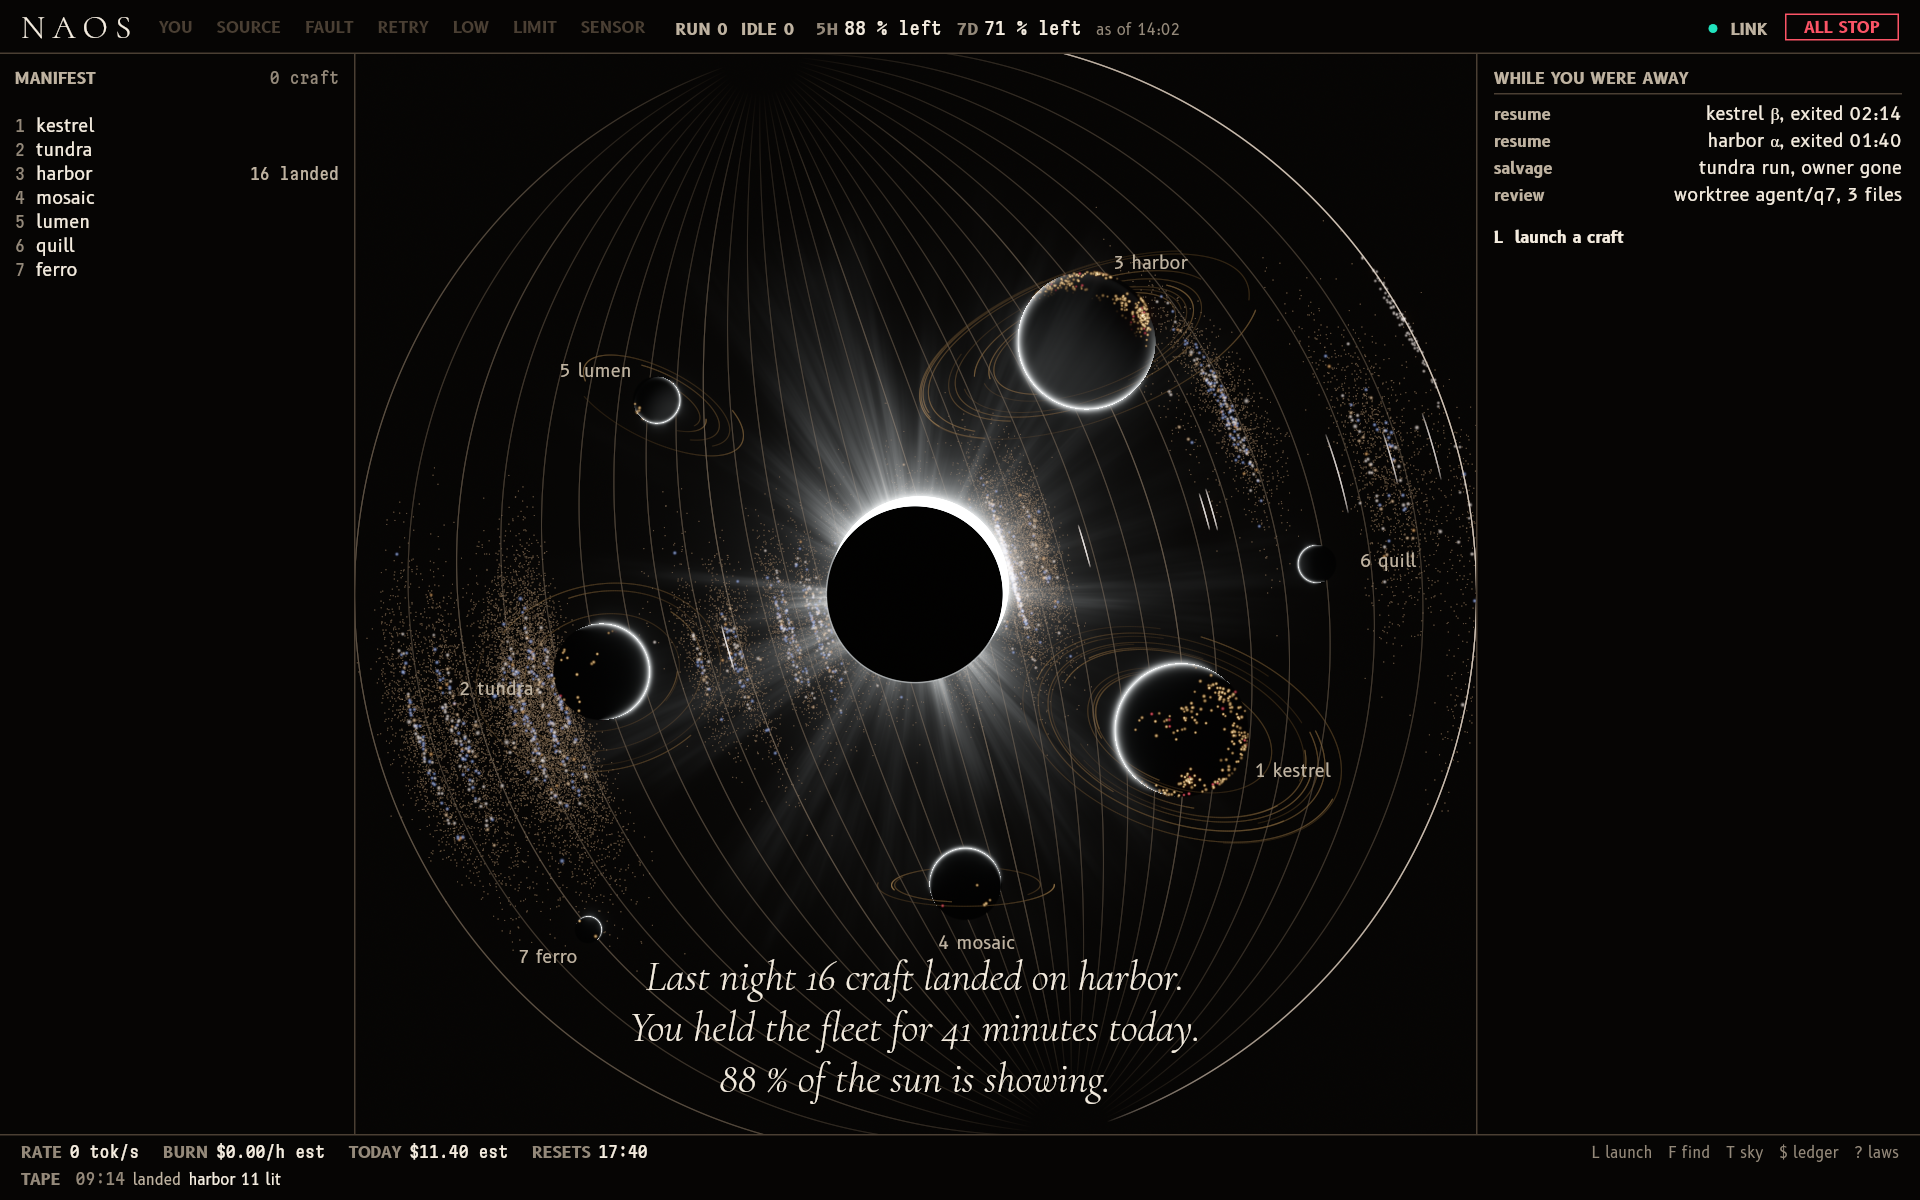 NAOS YOU SOURCE FAULT RETRY LOW LIMIT SENSOR RUN 0 IDLE 0 5H 88 % left 7D 71 % left as of 14:02 LINK ALL STOP
MANIFEST 0 craft
1 kestrel
2 tundra
3 harbor 16 landed
4 mosaic
5 lumen
6 quill
7 ferro
3 harbor
5 lumen
6 quill
2 tundra
1 kestrel
4 mosaic
7 ferro
Last night 16 craft landed on harbor.
You held the fleet for 41 minutes today.
88 % of the sun is showing.
WHILE YOU WERE AWAY
resume kestrel β, exited 02:14
resume harbor α, exited 01:40
salvage tundra run, owner gone
review worktree agent/q7, 3 files
L launch a craft
RATE 0 tok/s BURN $0.00/h est TODAY $11.40 est RESETS 17:40 L launch F find T sky $ ledger ? laws
TAPE 09:14 landed harbor 11 lit